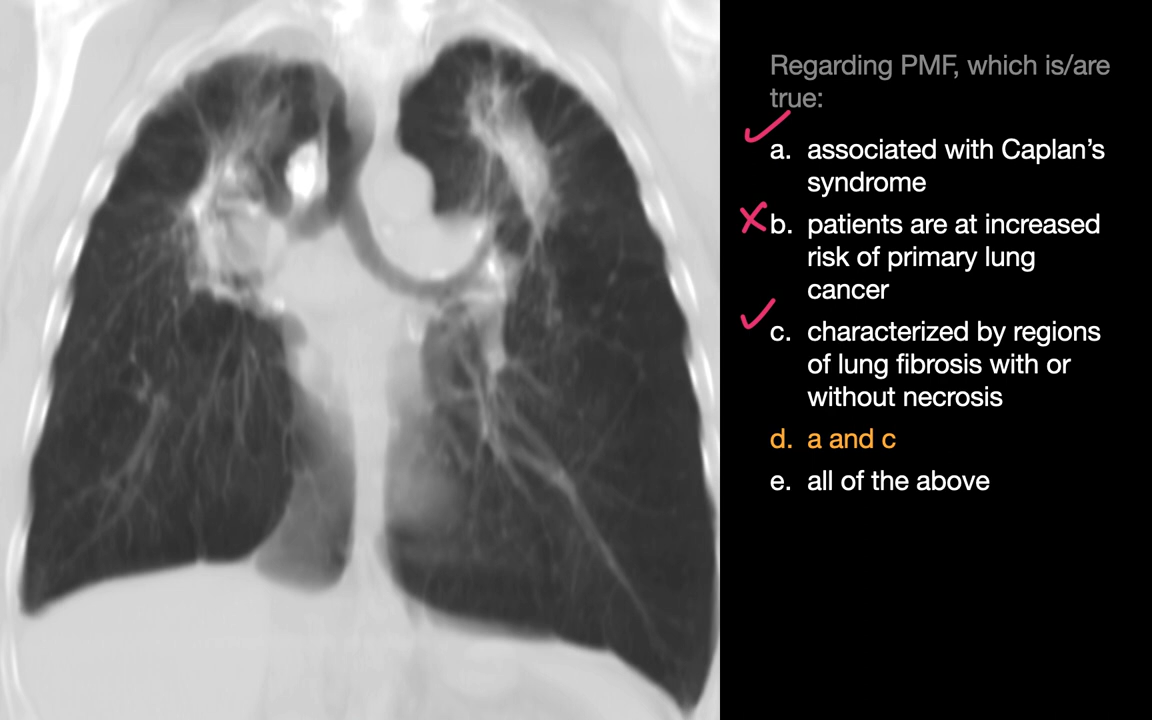 Regarding PMF, which is/are
true:
a. associated with Caplan's
syndrome
b. patients are at increased
risk of primary lung
cancer
c. characterized by regions
of lung fibrosis with or
without necrosis
d. a and c
e. all of the above